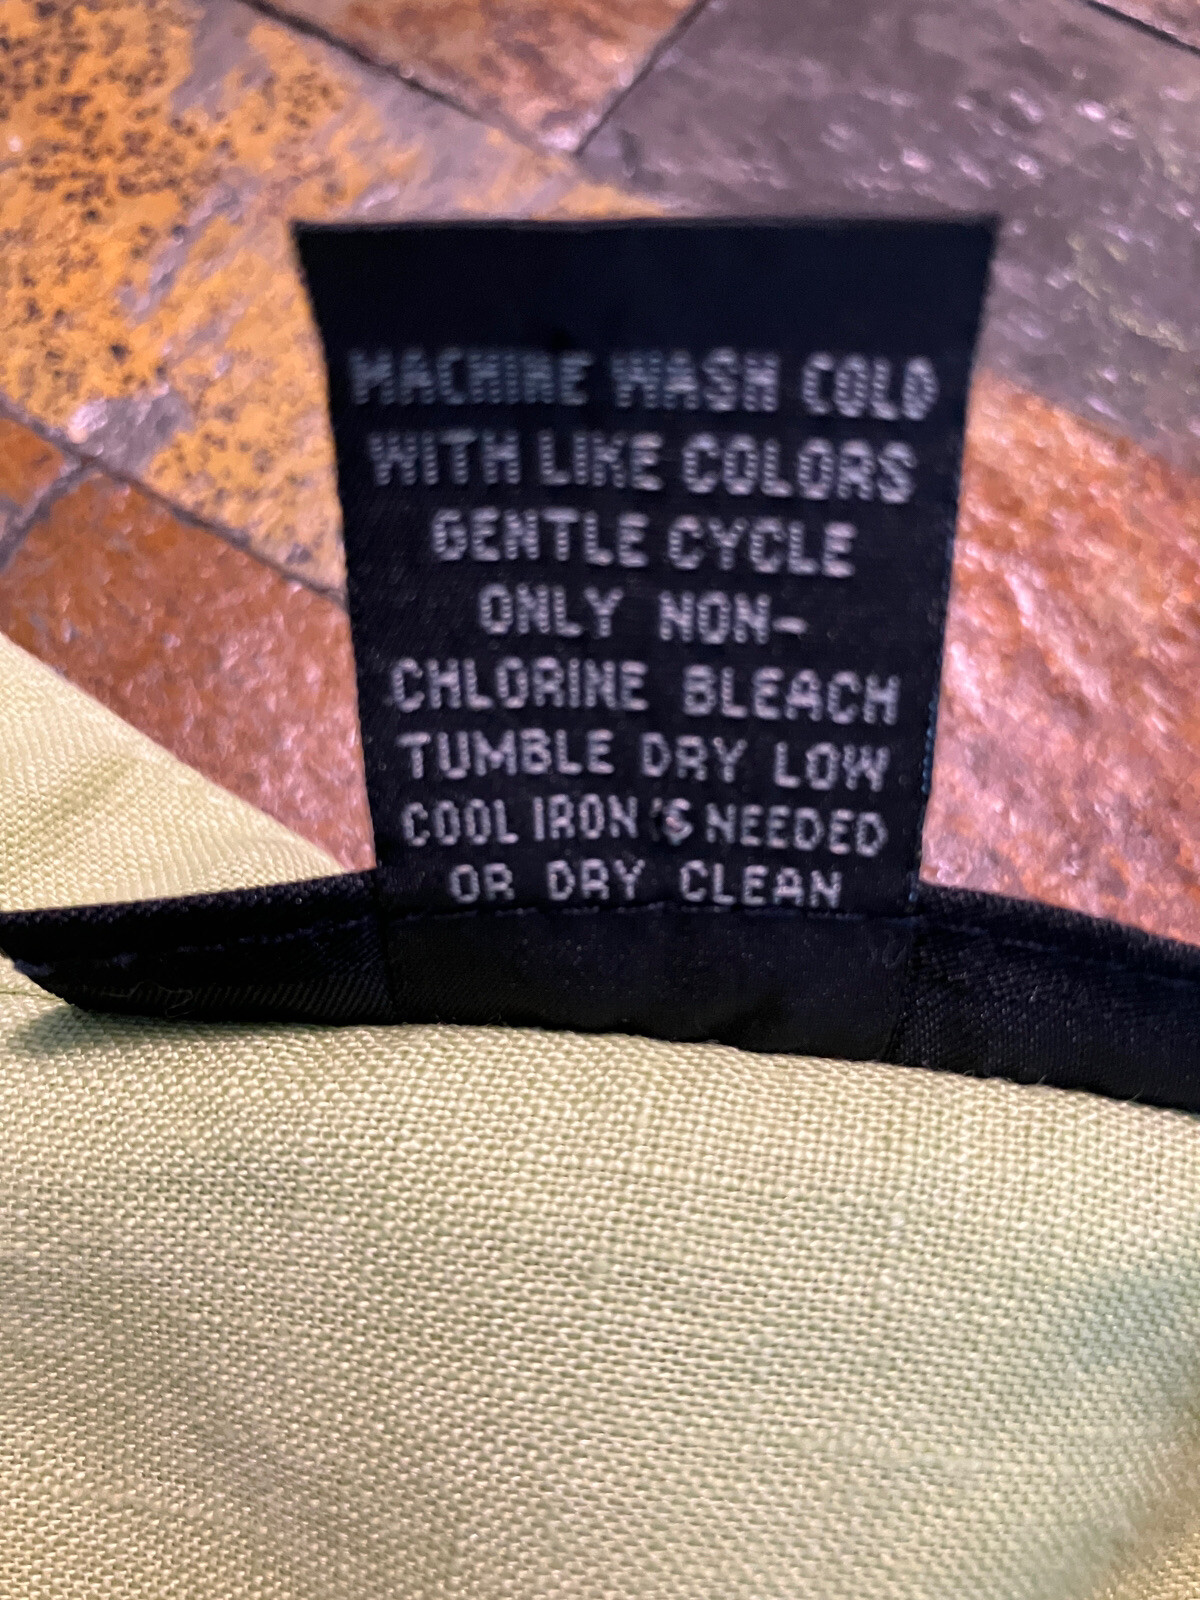 MACHINE WASH COLD
WITH LIKE COLORS
GENTLE CYCLE
ONLY NON-
CHLORINE BLEACH
TUMBLE DRY LOW
COOL IRON IS NEEDED
OR DRY CLEAN